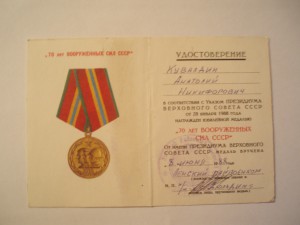 "70 лет ВООРУЖЕННЫХ СИЛ СССР"
УДОСТОВЕРЕНИЕ
Анатолий
Никифорович
В СООТВЕТСТВИИ С УКАЗОМ ПРЕЗИДИУМА
ВЕРХОВНОГО СОВЕТА СССР
ОТ 28 ЯНВАРЯ 1988 ГОДА
НАГРАЖДЕН ЮБИЛЕЙНОЙ МЕДАЛЬЮ
"70 ЛЕТ ВООРУЖЕННЫХ
СИЛ СССР"
ОТ ИМЕНИ ПРЕЗИДИУМА ВЕРХОВНОГО
СОВЕТА СССР МЕДАЛЬ ВРУЧЕНА
М.П.